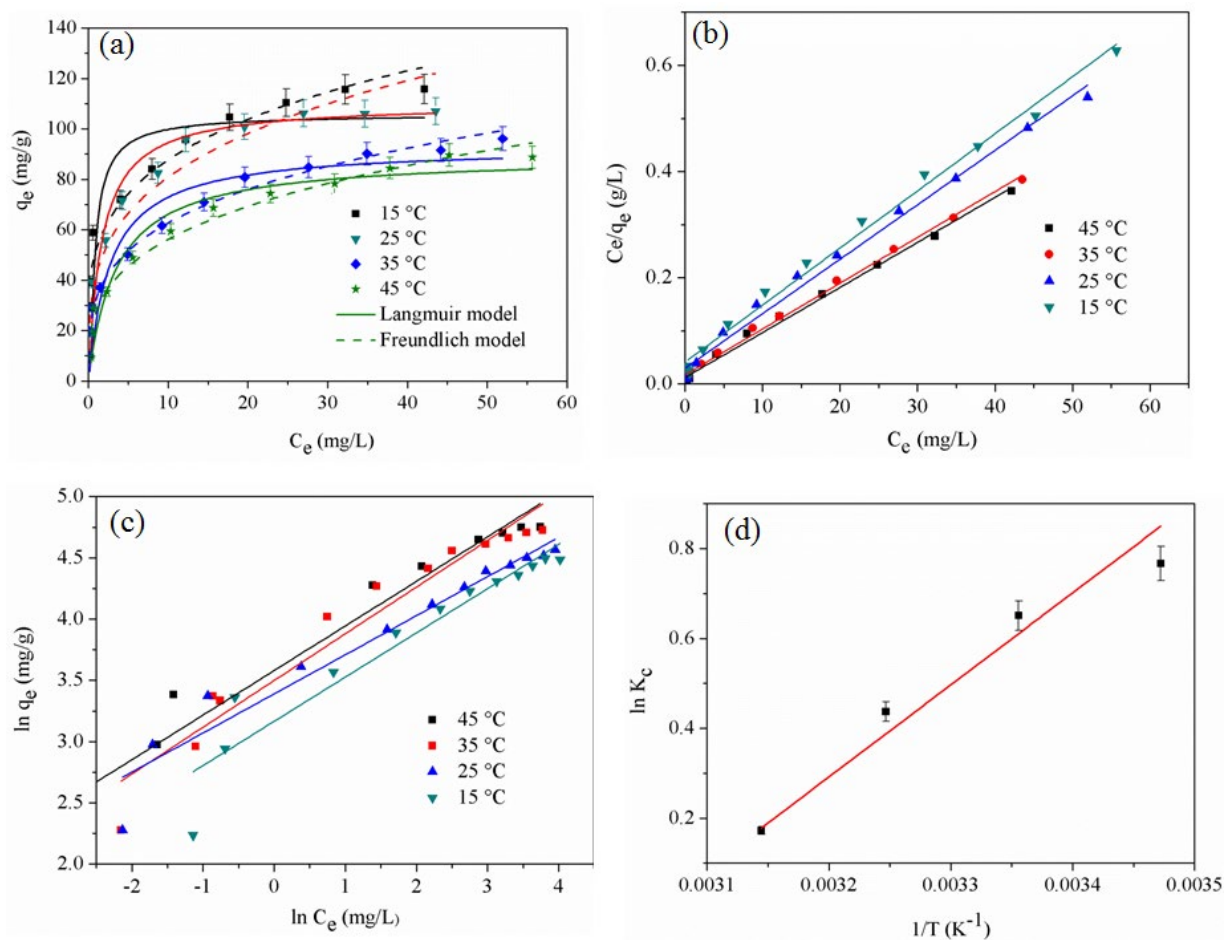 (a)
140
120
100
80
60
40
20
0
qe (mg/g)
15 °C
25 °C
35 °C
45 °C
Langmuir model
Freundlich model
0 10 20 30 40 50 60
Ce (mg/L)
(b)
0.6
0.4
0.2
0.0
Ce/qe (g/L)
45 °C
35 °C
25 °C
15 °C
0 10 20 30 40 50 60
Ce (mg/L)
(c)
5.0
4.5
4.0
3.5
3.0
2.5
2.0
ln qe (mg/g)
45 °C
35 °C
25 °C
15 °C
-2 -1 0 1 2 3 4
ln Ce (mg/L)
(d)
0.8
0.6
0.4
0.2
ln Kc
0.0031 0.0032 0.0033 0.0034 0.0035
1/T (K-1)